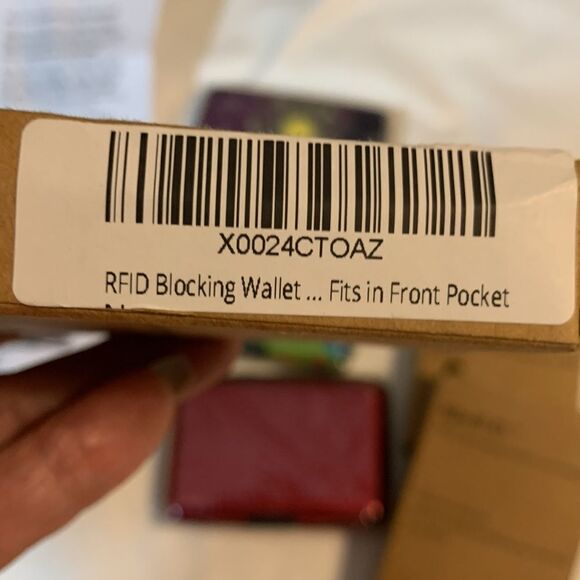 X0024CTOAZ
RFID Blocking Wallet ... Fits in Front Pocket